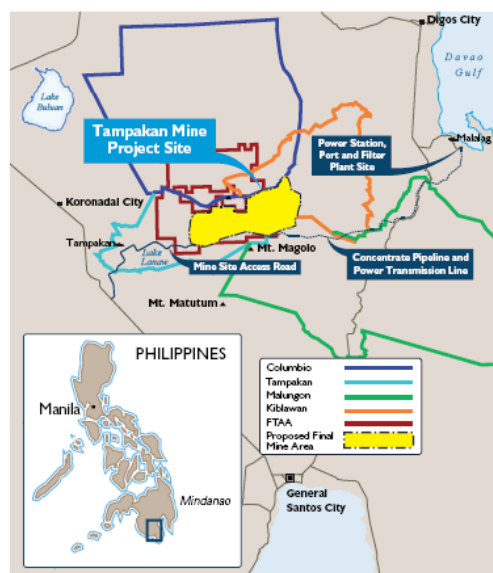 Digos City
Davao
Gulf
Lake
Buluan
Tampakan Mine
Project Site
Power Station,
Port and Filter
Plant Site
Malalag
Koronadal City
Tampakan
Mt. Magolo
Lake
Lanaw
Mine Site Access Road
Concentrate Pipeline and
Power Transmission Line
Mt. Matutum
PHILIPPINES
Manila
Mindanao
Columbio
Tampakan
Malungon
Kiblawan
FTAA
Proposed Final
Mine Area
General
Santos City